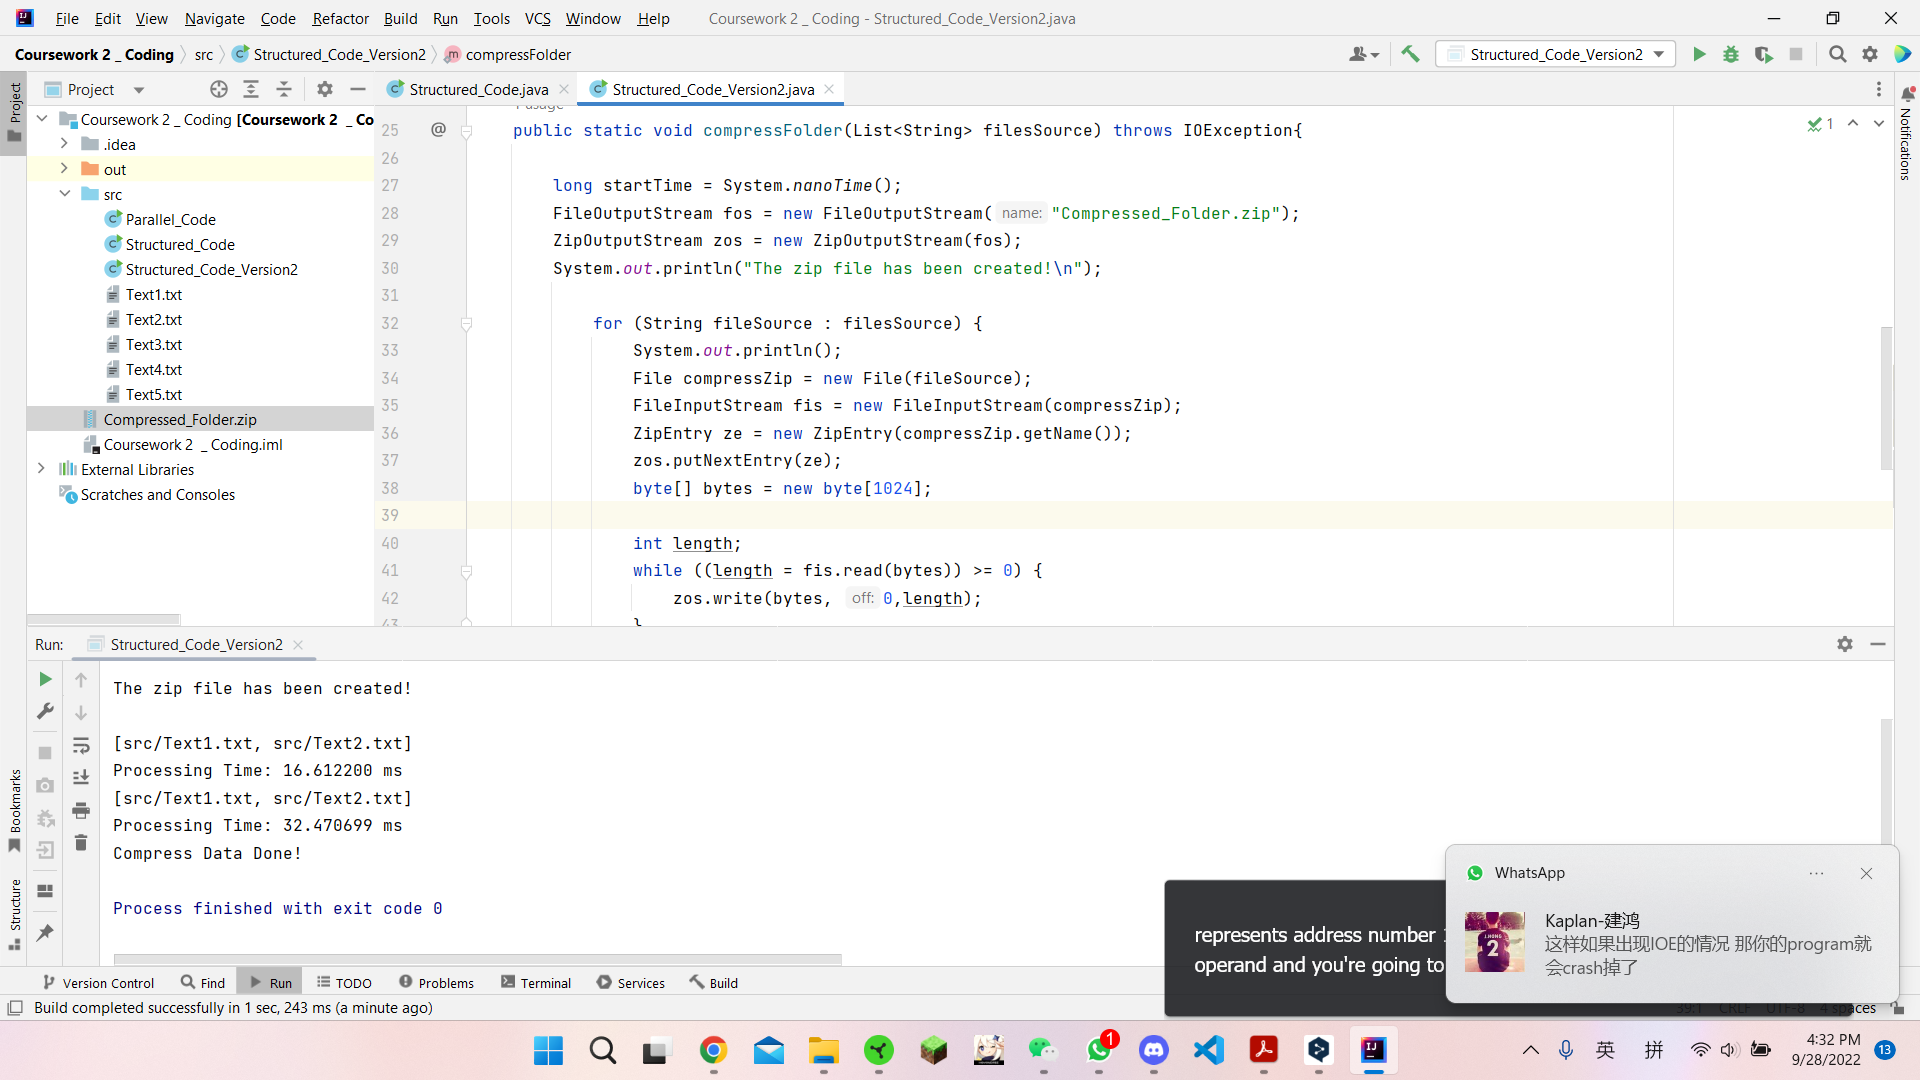 File Edit View Navigate Code Refactor Build Run Tools VCS Window Help Coursework 2 _ Coding - Structured_Code_Version2.java
Coursework 2 _ Coding src Structured_Code_Version2 compressFolder Structured_Code_Version2
Project
Structured_Code.java Structured_Code_Version2.java
Coursework 2 _ Coding [Coursework 2 _ Co
.idea
out
src
Parallel_Code
Structured_Code
Structured_Code_Version2
Text1.txt
Text2.txt
Text3.txt
Text4.txt
Text5.txt
Compressed_Folder.zip
Coursework 2 _ Coding.iml
External Libraries
Scratches and Consoles
Project
Bookmarks
Structure
Notifications
1
25 @ public static void compressFolder(List<String> filesSource) throws IOException{
26
27 long startTime = System.nanoTime();
28 FileOutputStream fos = new FileOutputStream( name: "Compressed_Folder.zip");
29 ZipOutputStream zos = new ZipOutputStream(fos);
30 System.out.println("The zip file has been created!\n");
31
32 for (String fileSource : filesSource) {
33 System.out.println();
34 File compressZip = new File(fileSource);
35 FileInputStream fis = new FileInputStream(compressZip);
36 ZipEntry ze = new ZipEntry(compressZip.getName());
37 zos.putNextEntry(ze);
38 byte[] bytes = new byte[1024];
39
40 int length;
41 while ((length = fis.read(bytes)) >= 0) {
42 zos.write(bytes, off: 0,length);
43 }
Run: Structured_Code_Version2
The zip file has been created!
[src/Text1.txt, src/Text2.txt]
Processing Time: 16.612200 ms
[src/Text1.txt, src/Text2.txt]
Processing Time: 32.470699 ms
Compress Data Done!
Process finished with exit code 0
represents address number
operand and you're going to
WhatsApp
Kaplan-建鸿
这样如果出现IOE的情况 那你的program就
会crash掉了
J.HONG
2
Version Control Find Run TODO Problems Terminal Services Build
Build completed successfully in 1 sec, 243 ms (a minute ago)
39:1 CRLF UTF-8 4 spaces
1
英 拼
4:32 PM
9/28/2022
13